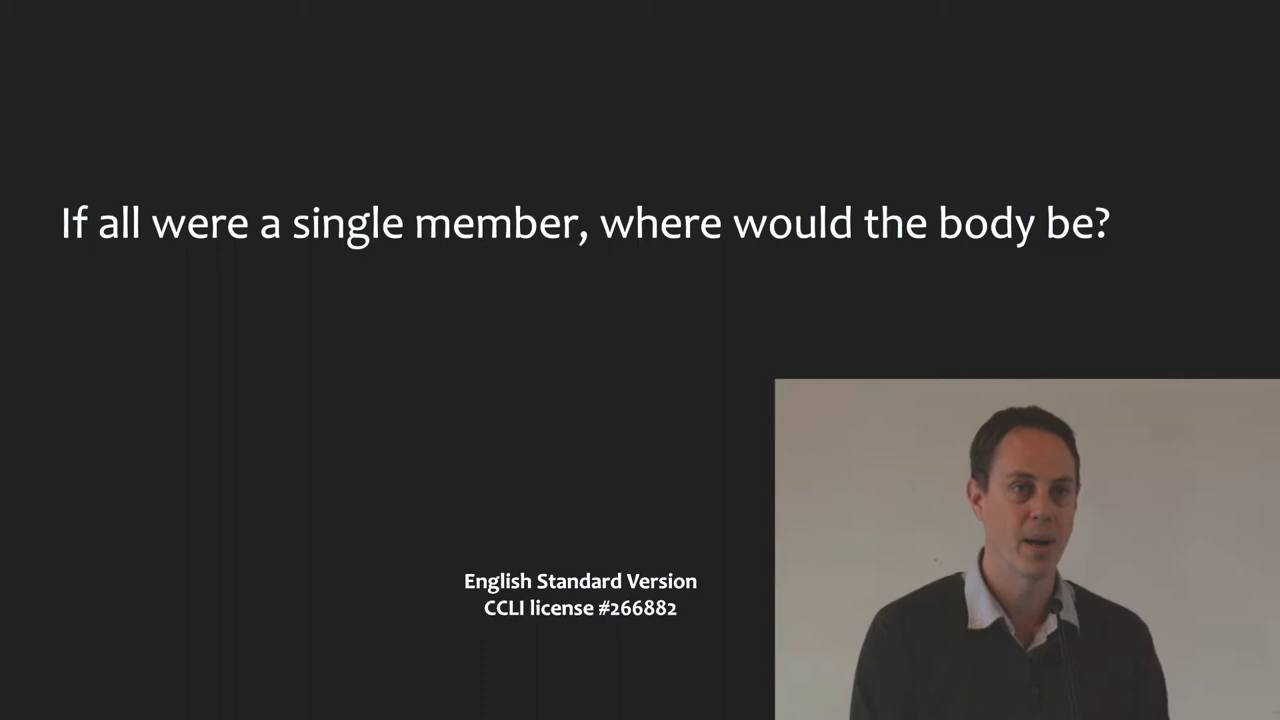 If all were a single member, where would the body be?
English Standard Version
CCLI license #266882